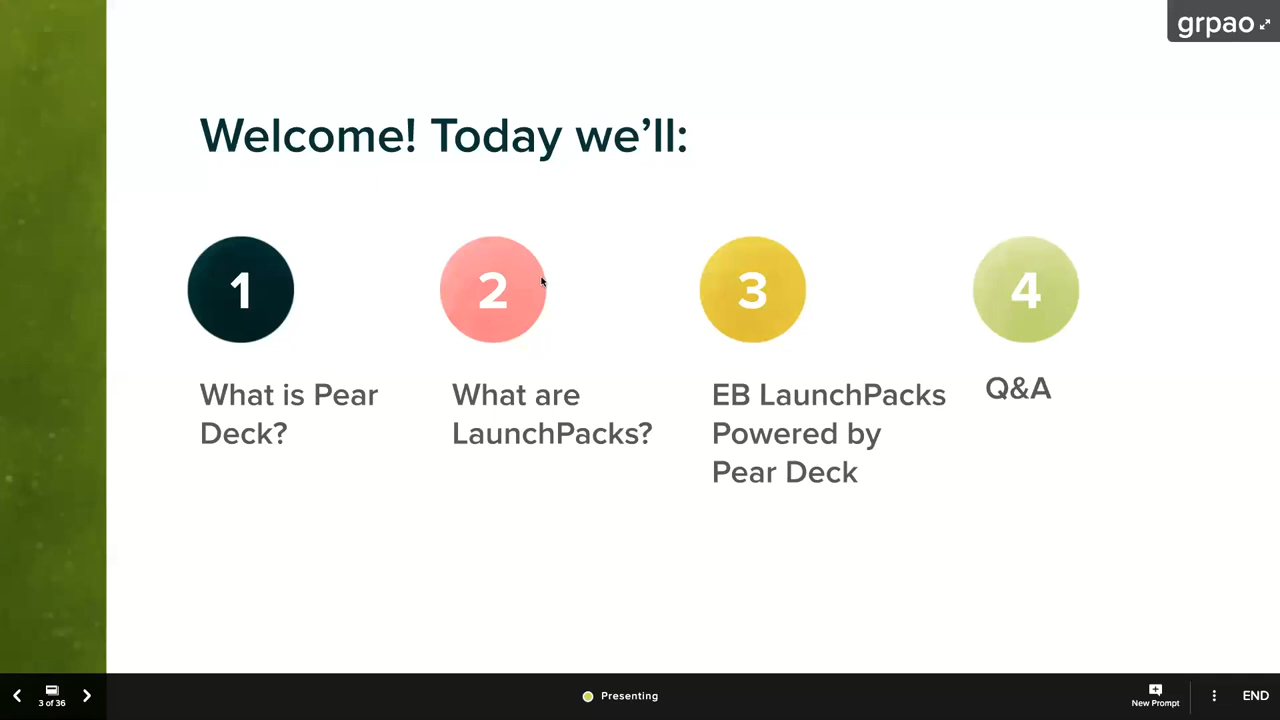 grpao
Welcome! Today we’ll:
1
What is Pear
Deck?
2
What are
LaunchPacks?
3
EB LaunchPacks
Powered by
Pear Deck
4
Q&A
3 of 36
Presenting
New Prompt
END